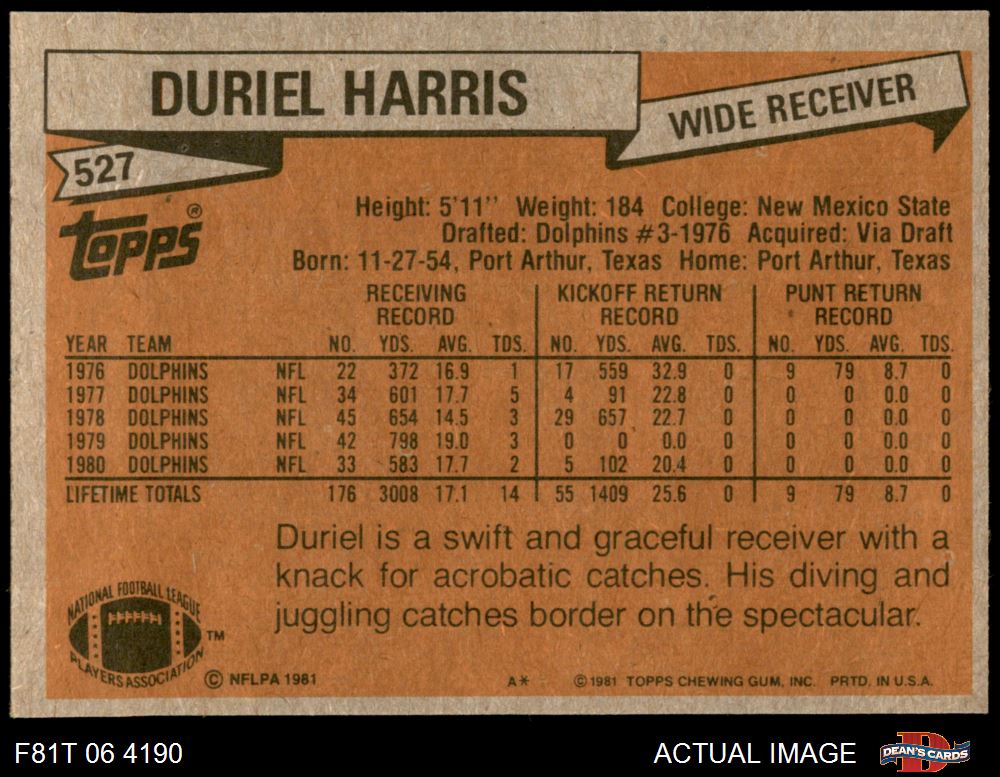 DURIEL HARRIS
WIDE RECEIVER
527
Topps®
Height: 5'11" Weight: 184 College: New Mexico State
Drafted: Dolphins #3-1976 Acquired: Via Draft
Born: 11-27-54, Port Arthur, Texas Home: Port Arthur, Texas
RECEIVING RECORD KICKOFF RETURN RECORD PUNT RETURN RECORD
YEAR TEAM NO. YDS. AVG. TDS. NO. YDS. AVG. TDS. NO. YDS. AVG. TDS.
1976 DOLPHINS NFL 22 372 16.9 1 17 559 32.9 0 9 79 8.7 0
1977 DOLPHINS NFL 34 601 17.7 5 4 91 22.8 0 0 0 0.0 0
1978 DOLPHINS NFL 45 654 14.5 3 29 657 22.7 0 0 0 0.0 0
1979 DOLPHINS NFL 42 798 19.0 3 0 0 0.0 0 0 0 0.0 0
1980 DOLPHINS NFL 33 583 17.7 2 5 102 20.4 0 0 0 0.0 0
LIFETIME TOTALS 176 3008 17.1 14 55 1409 25.6 0 9 79 8.7 0
Duriel is a swift and graceful receiver with a
knack for acrobatic catches. His diving and
juggling catches border on the spectacular.
NATIONAL FOOTBALL LEAGUE
PLAYERS ASSOCIATION TM
© NFLPA 1981 A* © 1981 TOPPS CHEWING GUM, INC. PRTD. IN U.S.A.
F81T 06 4190 ACTUAL IMAGE D DEAN'S CARDS